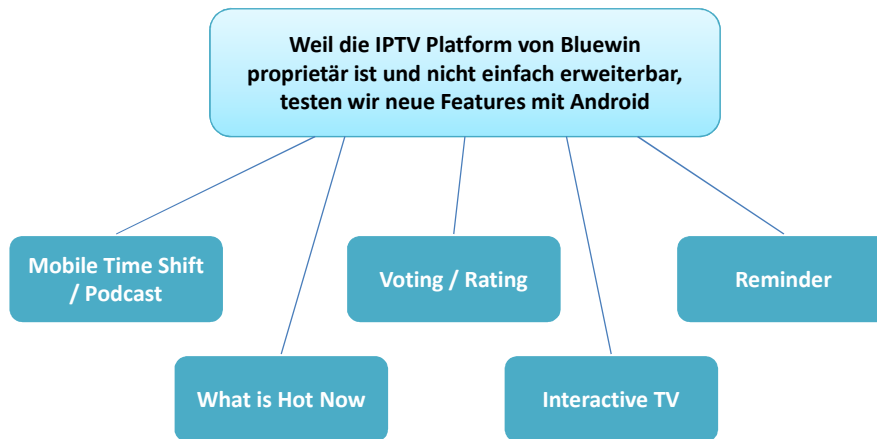 Weil die IPTV Platform von Bluewin
proprietär ist und nicht einfach erweiterbar,
testen wir neue Features mit Android
Mobile Time Shift
/ Podcast
Voting / Rating
Reminder
What is Hot Now
Interactive TV